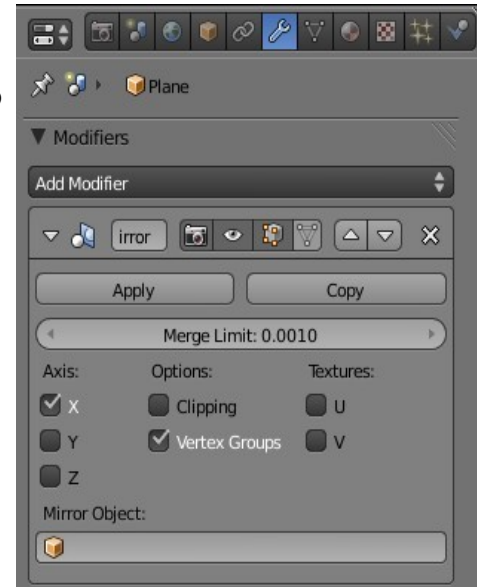 Plane
Modifiers
Add Modifier
irror
Apply Copy
Merge Limit: 0.0010
Axis: Options: Textures:
X Clipping U
Y Vertex Groups V
Z
Mirror Object: